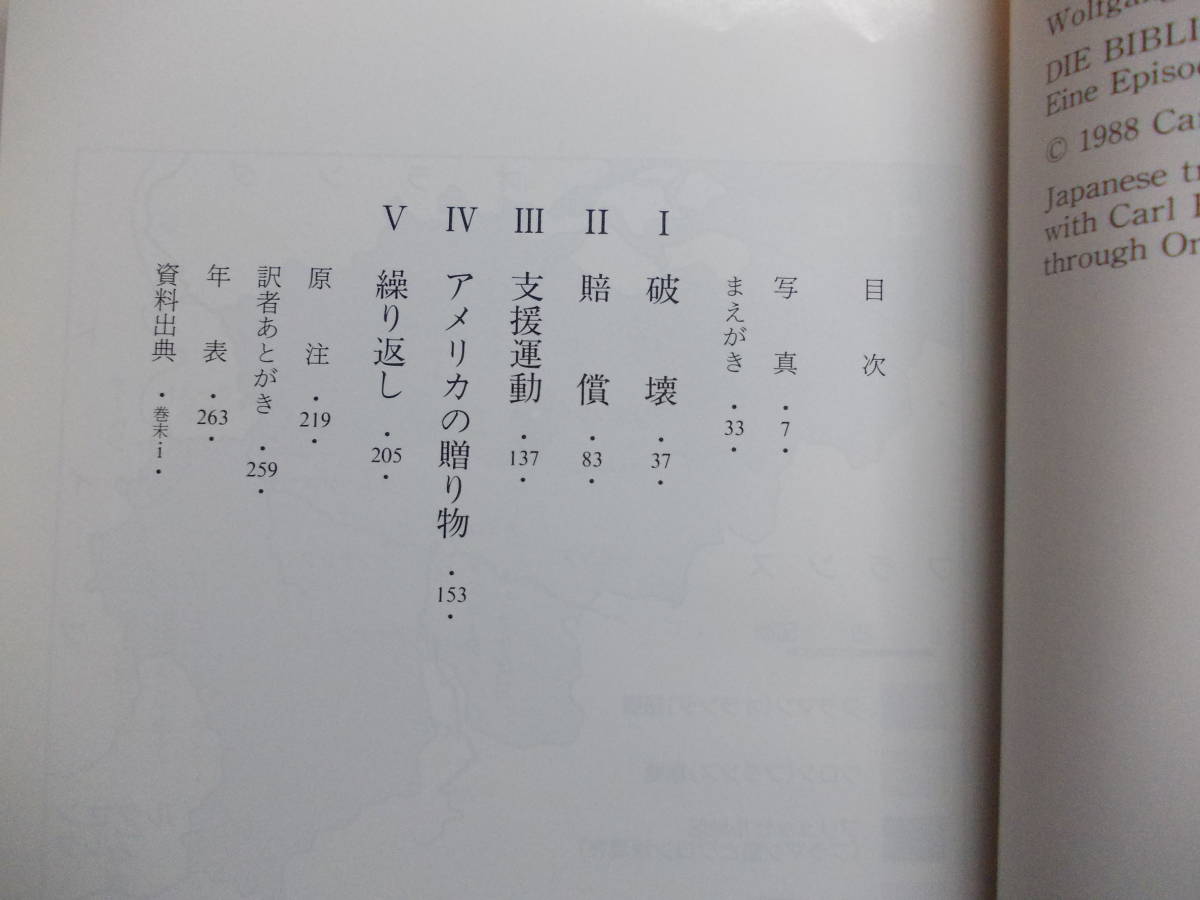 目次
写真 ・7・
まえがき ・33・
I 破壊 ・37・
II 賠償 ・83・
III 支援運動 ・137・
IV アメリカの贈り物 ・153・
V 繰り返し ・205・
原注 ・219・
訳者あとがき ・259・
年表 ・263・
資料出典 ・巻末i・
DIE
Eine
© 1988
Japanese
with Carl
through